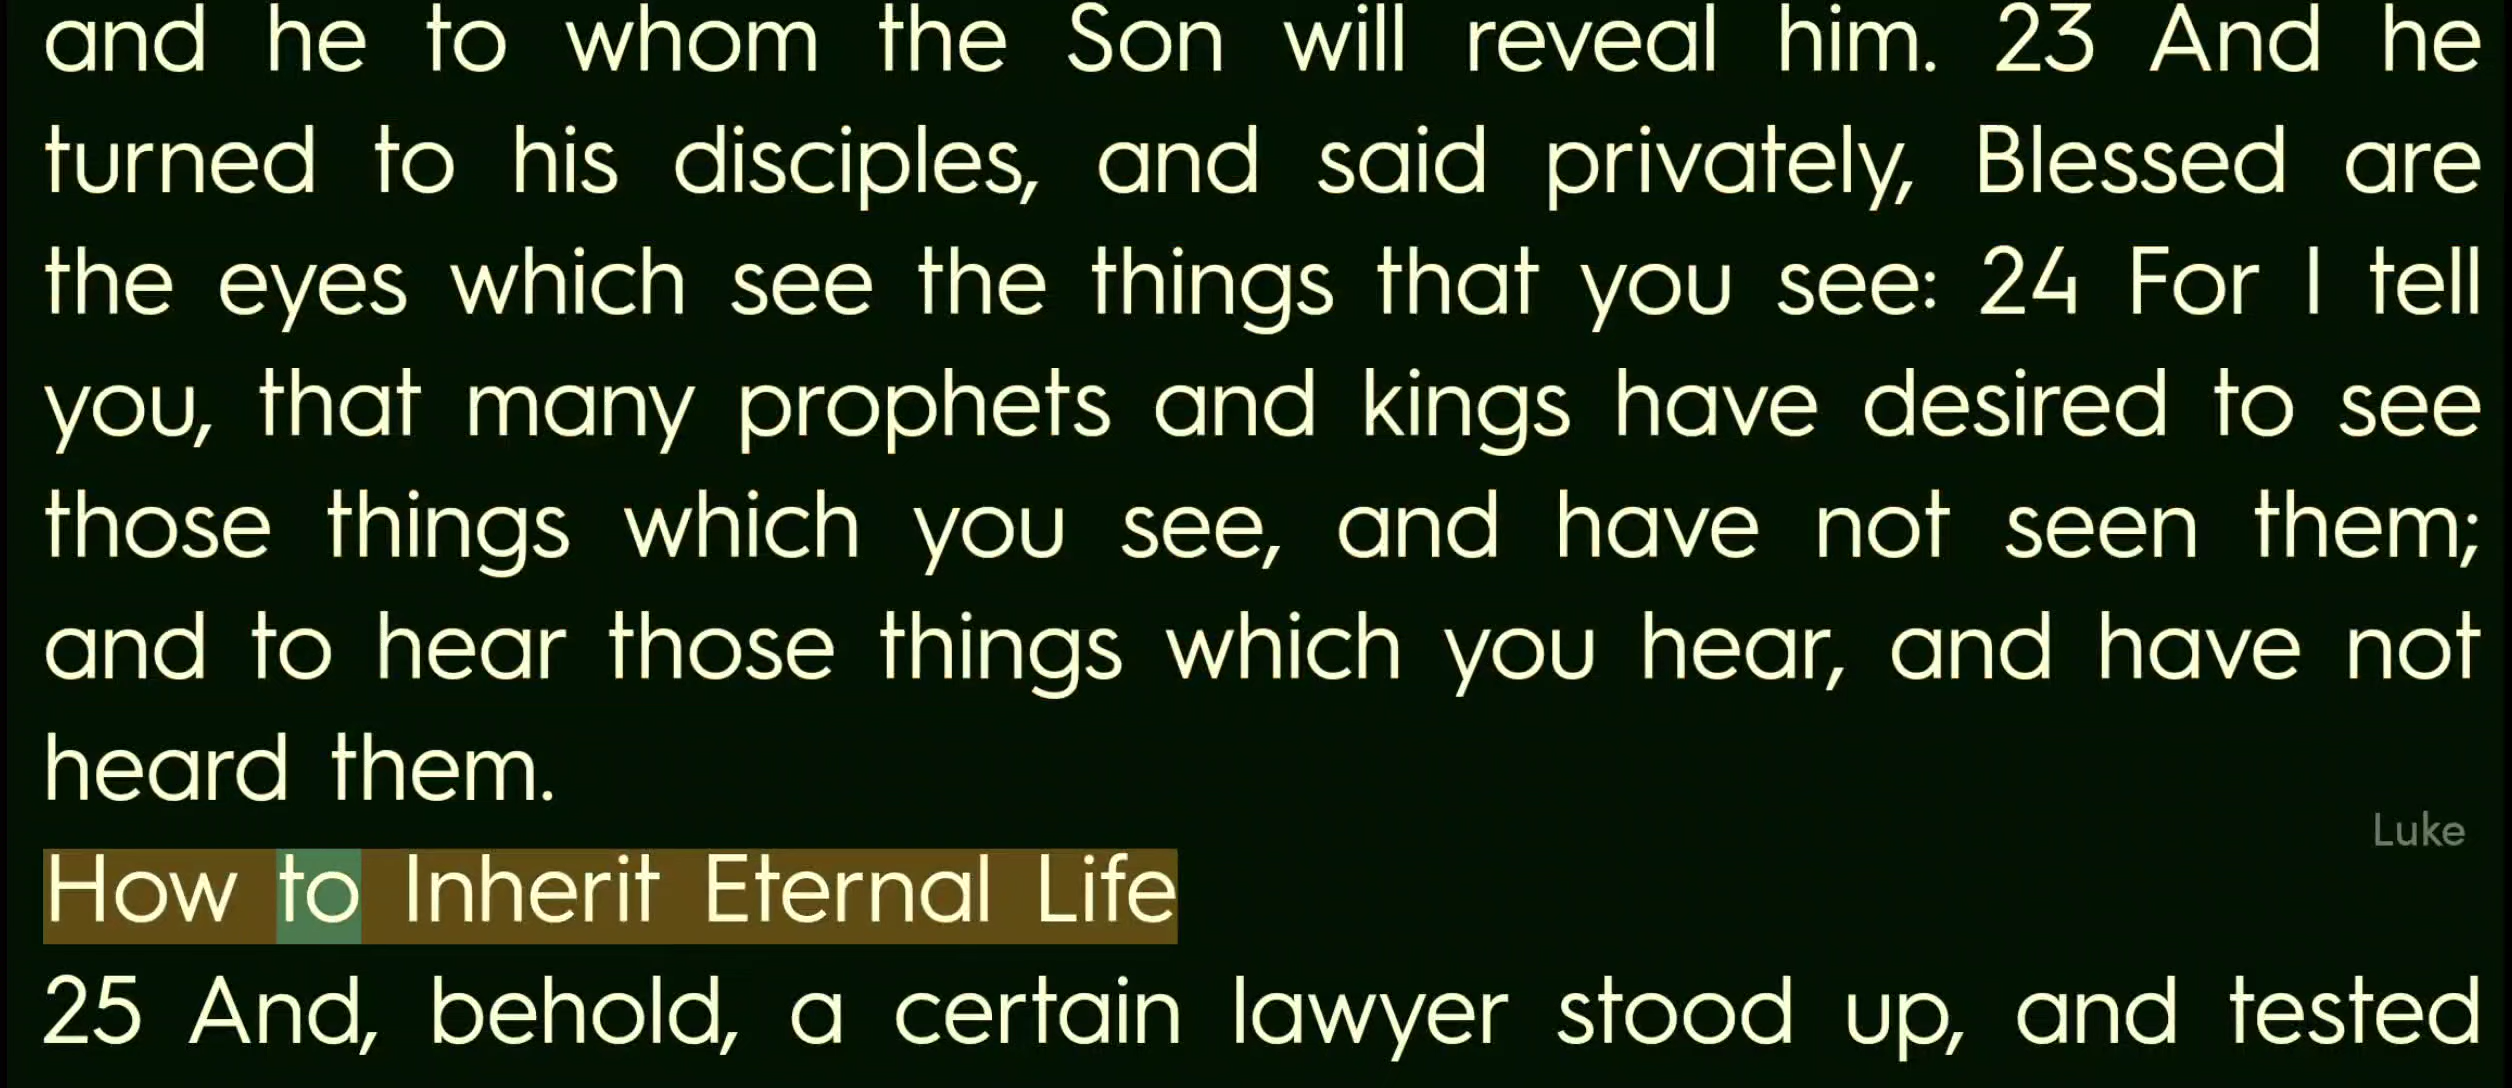 and he to whom the Son will reveal him. 23 And he
turned to his disciples, and said privately, Blessed are
the eyes which see the things that you see: 24 For I tell
you, that many prophets and kings have desired to see
those things which you see, and have not seen them;
and to hear those things which you hear, and have not
heard them.
Luke
How to Inherit Eternal Life
25 And, behold, a certain lawyer stood up, and tested